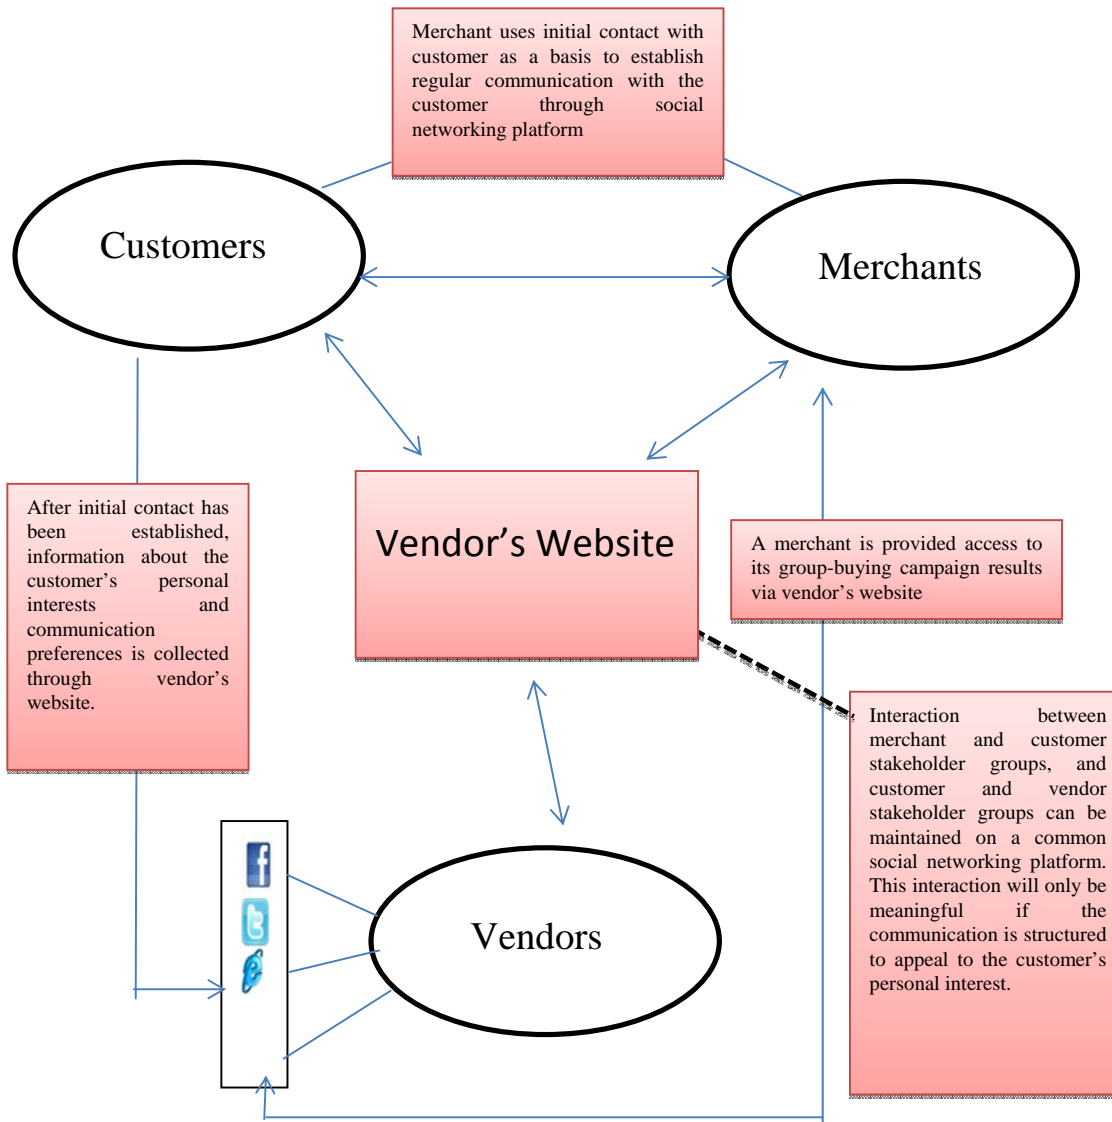 Merchant uses initial contact with
customer as a basis to establish
regular communication with the
customer through social
networking platform
Customers
Merchants
Vendor's Website
After initial contact has
been established,
information about the
customer's personal
interests and
communication
preferences is collected
through vendor's
website.
A merchant is provided access to
its group-buying campaign results
via vendor's website
Interaction between
merchant and customer
stakeholder groups, and
customer and vendor
stakeholder groups can be
maintained on a common
social networking platform.
This interaction will only be
meaningful if the
communication is structured
to appeal to the customer's
personal interest.
f
t
e
Vendors